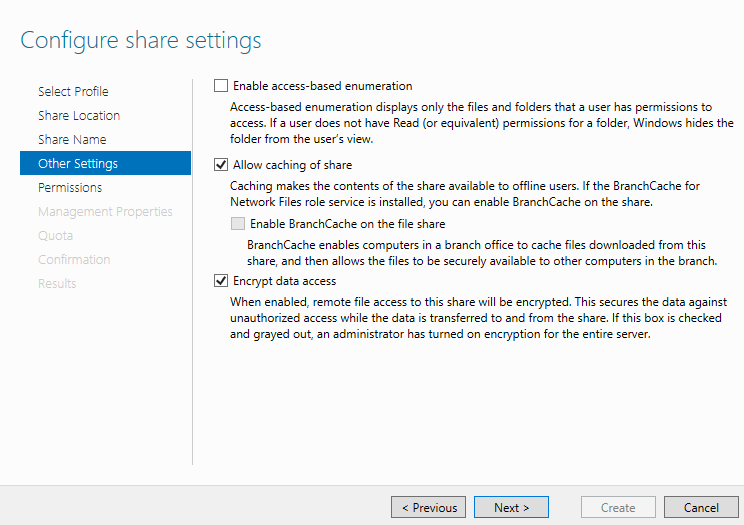 Configure share settings
Select Profile
Share Location
Share Name
Other Settings
Permissions
Management Properties
Quota
Confirmation
Results
Enable access-based enumeration
Access-based enumeration displays only the files and folders that a user has permissions to
access. If a user does not have Read (or equivalent) permissions for a folder, Windows hides the
folder from the user's view.
Allow caching of share
Caching makes the contents of the share available to offline users. If the BranchCache for
Network Files role service is installed, you can enable BranchCache on the share.
Enable BranchCache on the file share
BranchCache enables computers in a branch office to cache files downloaded from this
share, and then allows the files to be securely available to other computers in the branch.
Encrypt data access
When enabled, remote file access to this share will be encrypted. This secures the data against
unauthorized access while the data is transferred to and from the share. If this box is checked
and grayed out, an administrator has turned on encryption for the entire server.
< Previous
Next >
Create
Cancel